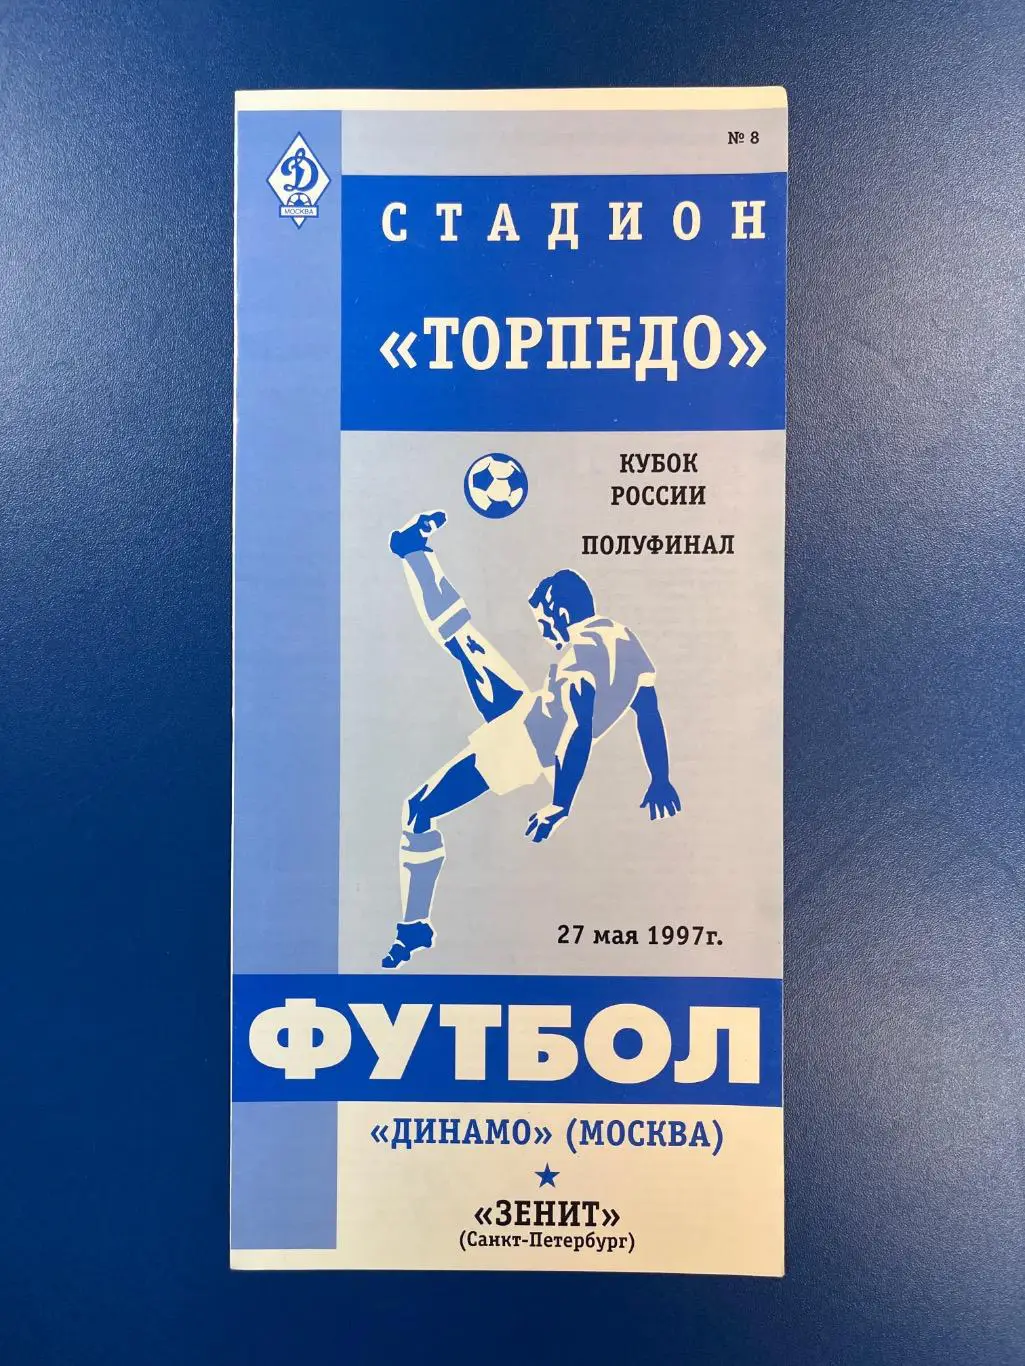 № 8
Д
МОСКВА
СТАДИОН
«ТОРПЕДО»
КУБОК
РОССИИ
ПОЛУФИНАЛ
27 мая 1997г.
ФУТБОЛ
«ДИНАМО» (МОСКВА)
«ЗЕНИТ»
(Санкт-Петербург)